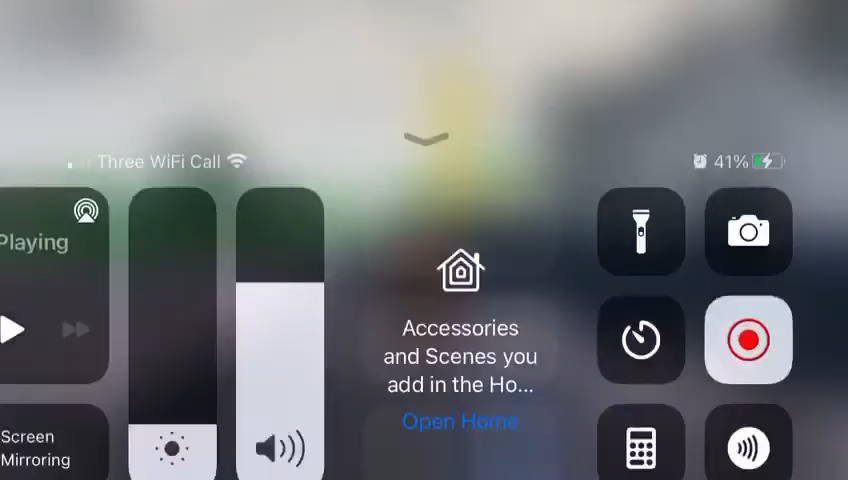 Three WiFi Call
41%
Playing
Accessories
and Scenes you
add in the Ho...
Open Home
Screen
Mirroring